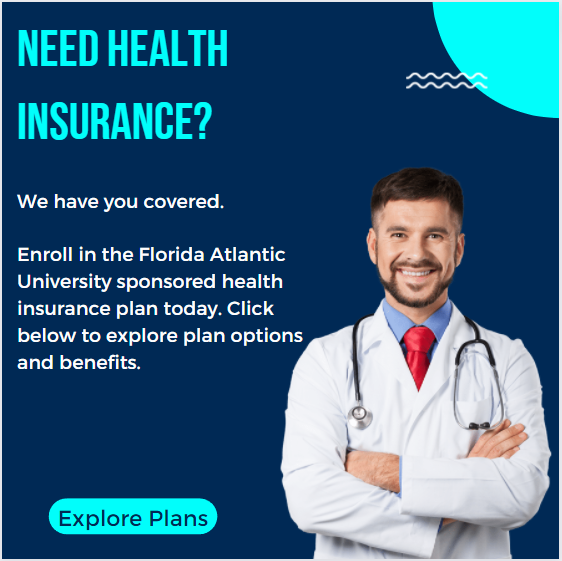 NEED HEALTH
INSURANCE?
We have you covered.
Enroll in the Florida Atlantic
University sponsored health
insurance plan today. Click
below to explore plan options
and benefits.
Explore Plans